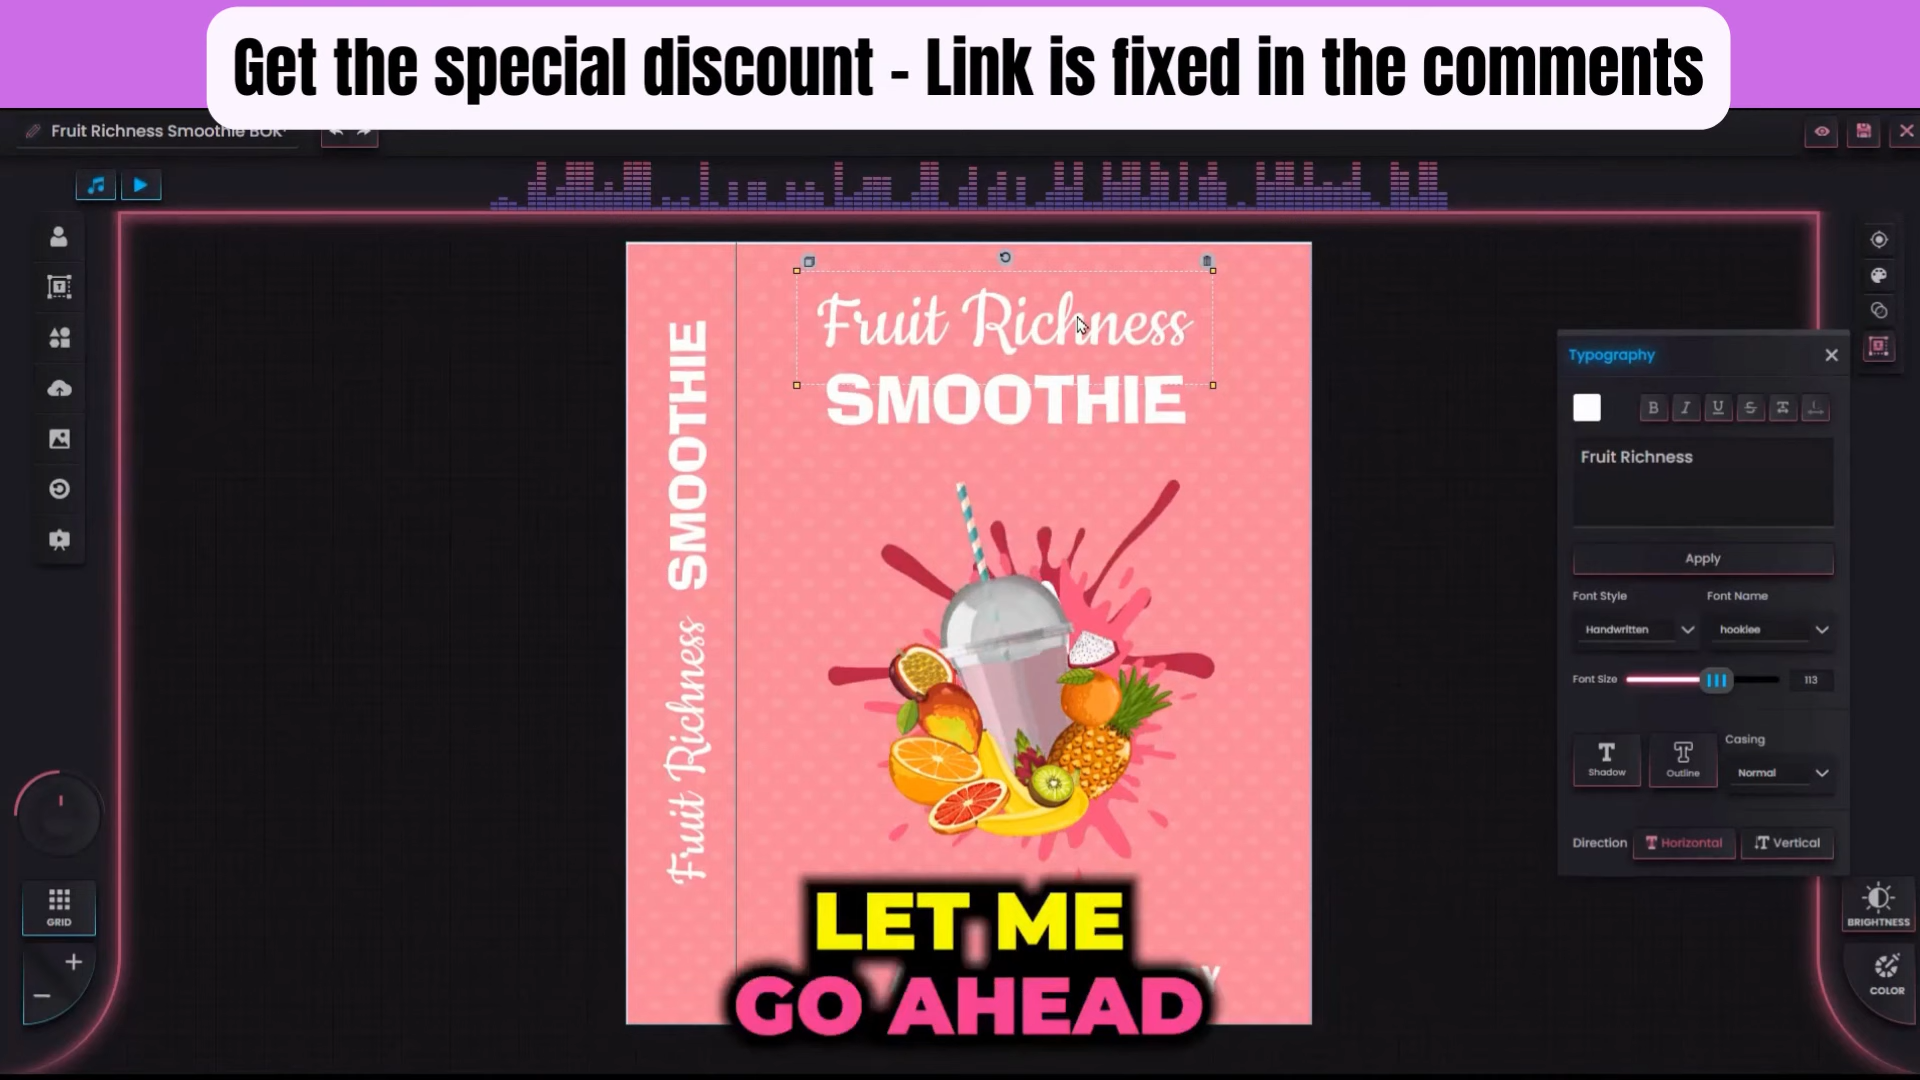 Get the special discount - Link is fixed in the comments
Fruit Richness Smoothie BOK
Fruit Richness
SMOOTHIE
Fruit Richness SMOOTHIE
LET ME
GO AHEAD
Typography
B I U S T
Fruit Richness
Apply
Font Style Font Name
Handwritten hooklee
Font Size 113
Casing
T Shadow T Outline Normal
Direction T Horizontal T Vertical
GRID
BRIGHTNESS
COLOR